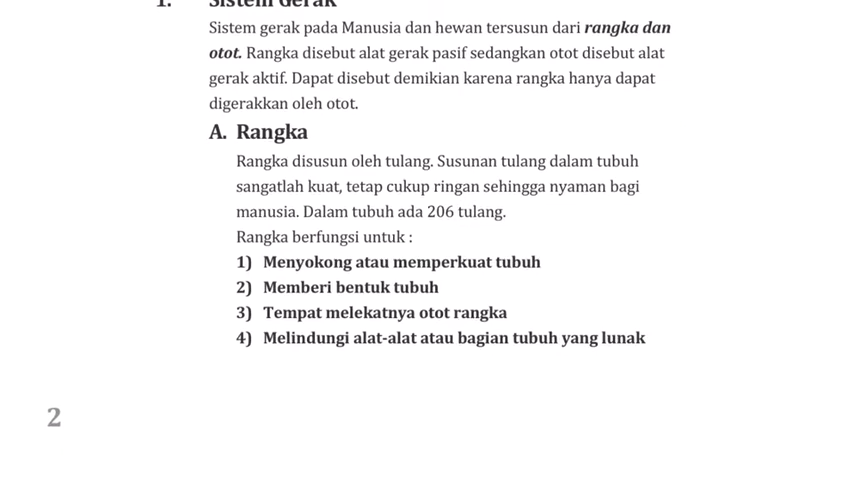 1. Sistem Gerak
Sistem gerak pada Manusia dan hewan tersusun dari rangka dan
otot. Rangka disebut alat gerak pasif sedangkan otot disebut alat
gerak aktif. Dapat disebut demikian karena rangka hanya dapat
digerakkan oleh otot.
A. Rangka
Rangka disusun oleh tulang. Susunan tulang dalam tubuh
sangatlah kuat, tetap cukup ringan sehingga nyaman bagi
manusia. Dalam tubuh ada 206 tulang.
Rangka berfungsi untuk :
1) Menyokong atau memperkuat tubuh
2) Memberi bentuk tubuh
3) Tempat melekatnya otot rangka
4) Melindungi alat-alat atau bagian tubuh yang lunak
2